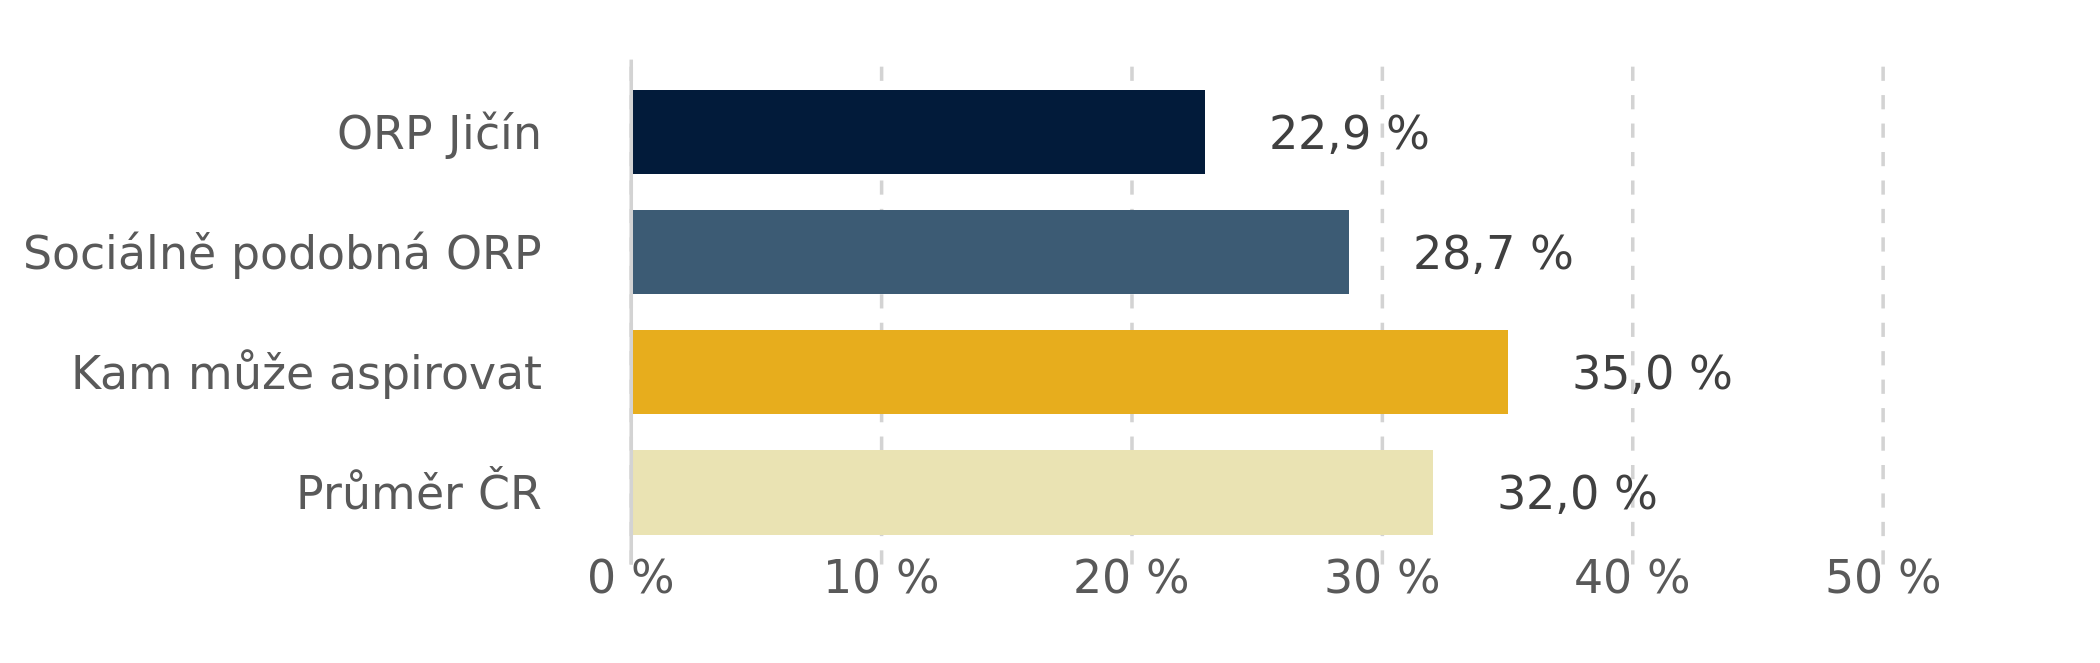 ORP Jičín 22,9 %
Sociálně podobná ORP 28,7 %
Kam může aspirovat 35,0 %
Průměr ČR 32,0 %
0 % 10 % 20 % 30 % 40 % 50 %